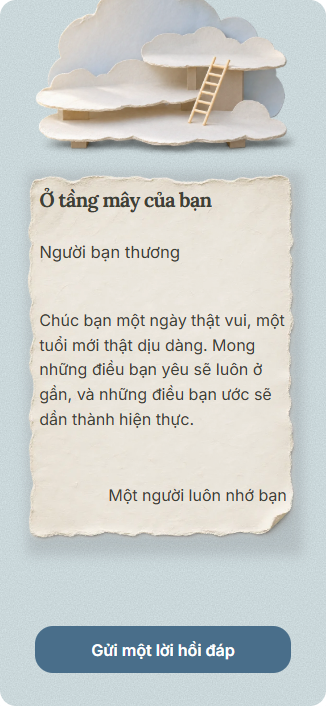 Ở tầng mây của bạn
Người bạn thương
Chúc bạn một ngày thật vui, một
tuổi mới thật dịu dàng. Mong
những điều bạn yêu sẽ luôn ở
gần, và những điều bạn ước sẽ
dần thành hiện thực.
Một người luôn nhớ bạn
Gửi một lời hồi đáp